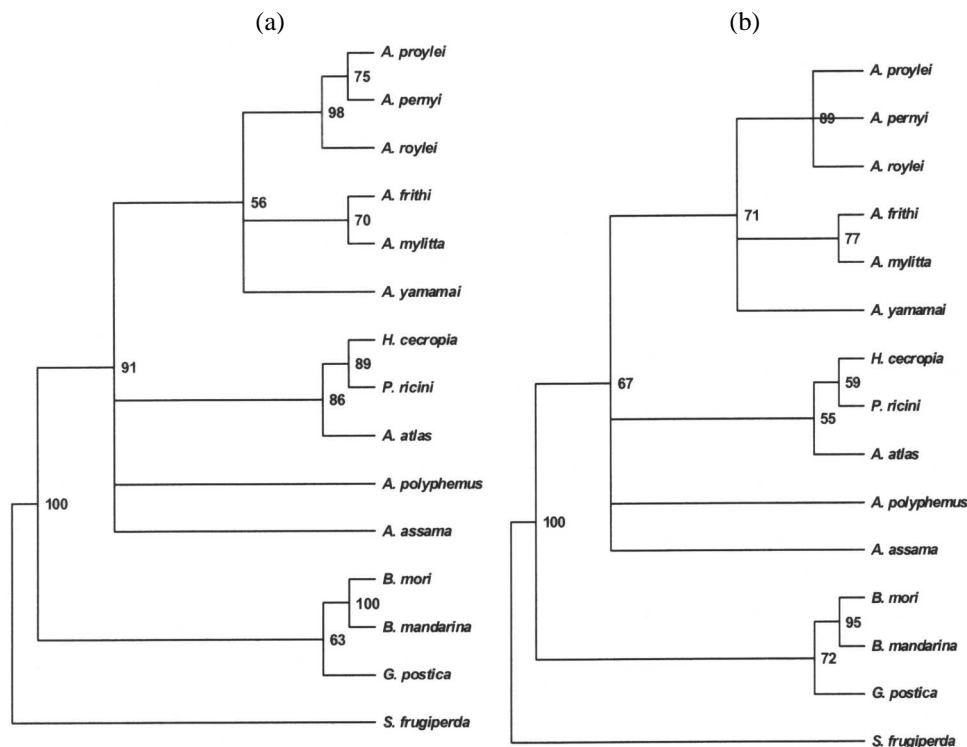 (a)
A. proylei
75
A. pernyi
98
A. roylei
A. frithi
56
70
A. mylitta
A. yamamai
H. cecropia
91
89
P. ricini
86
A. atlas
A. polyphemus
100
A. assama
B. mori
100
B. mandarina
63
G. postica
S. frugiperda
(b)
A. proylei
89
A. pernyi
A. roylei
A. frithi
71
77
A. mylitta
A. yamamai
H. cecropia
67
59
P. ricini
55
A. atlas
A. polyphemus
100
A. assama
B. mori
95
B. mandarina
72
G. postica
S. frugiperda